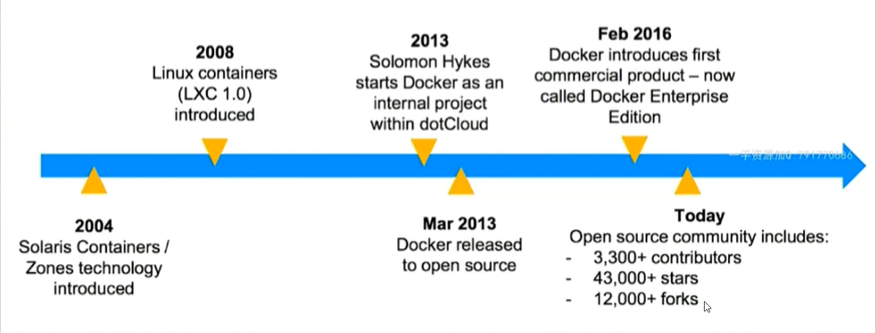 2008
Linux containers
(LXC 1.0)
introduced
2013
Solomon Hykes
starts Docker as an
internal project
within dotCloud
Feb 2016
Docker introduces first
commercial product – now
called Docker Enterprise
Edition
2004
Solaris Containers /
Zones technology
introduced
Mar 2013
Docker released
to open source
Today
Open source community includes:
- 3,300+ contributors
- 43,000+ stars
- 12,000+ forks